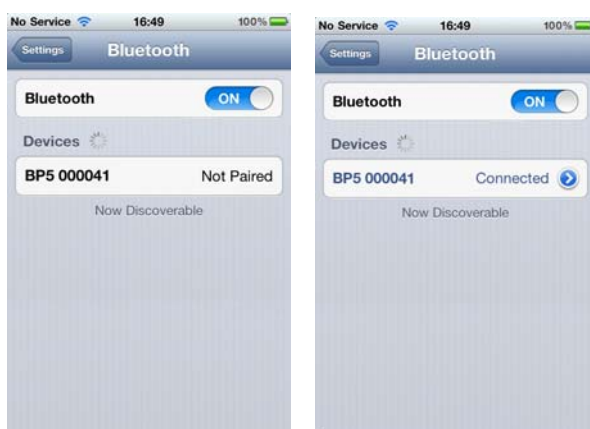 No Service 16:49 100%
Settings Bluetooth
Bluetooth ON
Devices
BP5 000041 Not Paired
Now Discoverable
No Service 16:49 100%
Settings Bluetooth
Bluetooth ON
Devices
BP5 000041 Connected
Now Discoverable